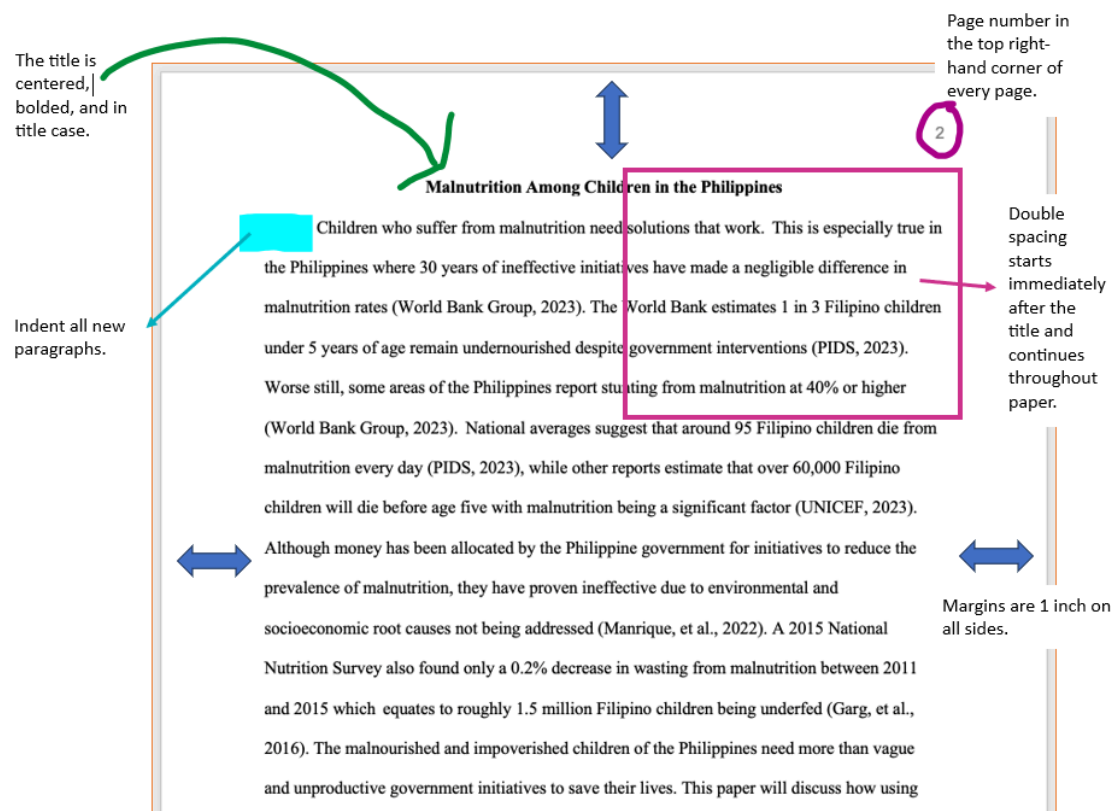 The title is
centered,
bolded, and in
title case.
Page number in
the top right-
hand corner of
every page.
2
Malnutrition Among Children in the Philippines
Children who suffer from malnutrition need solutions that work.  This is especially true in
the Philippines where 30 years of ineffective initiatives have made a negligible difference in
malnutrition rates (World Bank Group, 2023). The World Bank estimates 1 in 3 Filipino children
under 5 years of age remain undernourished despite government interventions (PIDS, 2023).
Worse still, some areas of the Philippines report stunting from malnutrition at 40% or higher
(World Bank Group, 2023).  National averages suggest that around 95 Filipino children die from
malnutrition every day (PIDS, 2023), while other reports estimate that over 60,000 Filipino
children will die before age five with malnutrition being a significant factor (UNICEF, 2023).
Although money has been allocated by the Philippine government for initiatives to reduce the
prevalence of malnutrition, they have proven ineffective due to environmental and
socioeconomic root causes not being addressed (Manrique, et al., 2022). A 2015 National
Nutrition Survey also found only a 0.2% decrease in wasting from malnutrition between 2011
and 2015 which  equates to roughly 1.5 million Filipino children being underfed (Garg, et al.,
2016). The malnourished and impoverished children of the Philippines need more than vague
and unproductive government initiatives to save their lives. This paper will discuss how using
Double
spacing
starts
immediately
after the
title and
continues
throughout
paper.
Indent all new
paragraphs.
Margins are 1 inch on
all sides.